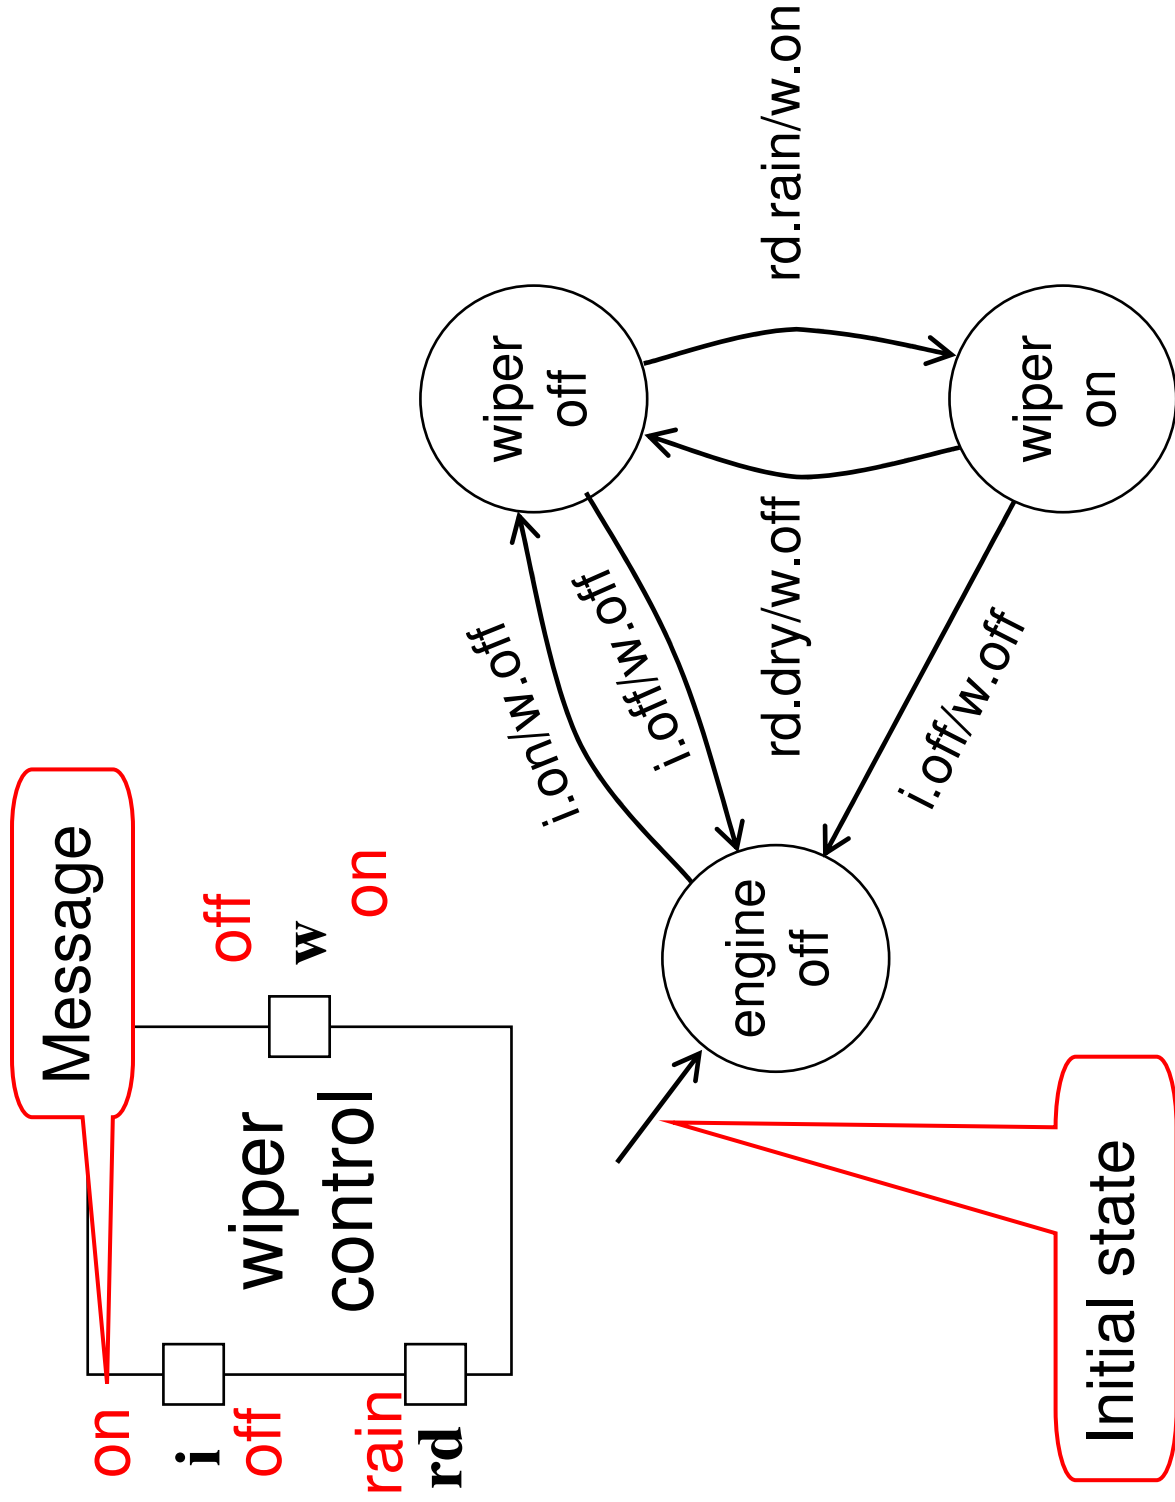 Message
on
i
off
rain
rd
wiper
control
off
w
on
Initial state
engine
off
i.on/w.off
i.off/w.off
wiper
off
rd.dry/w.off
rd.rain/w.on
i.off/w.off
wiper
on